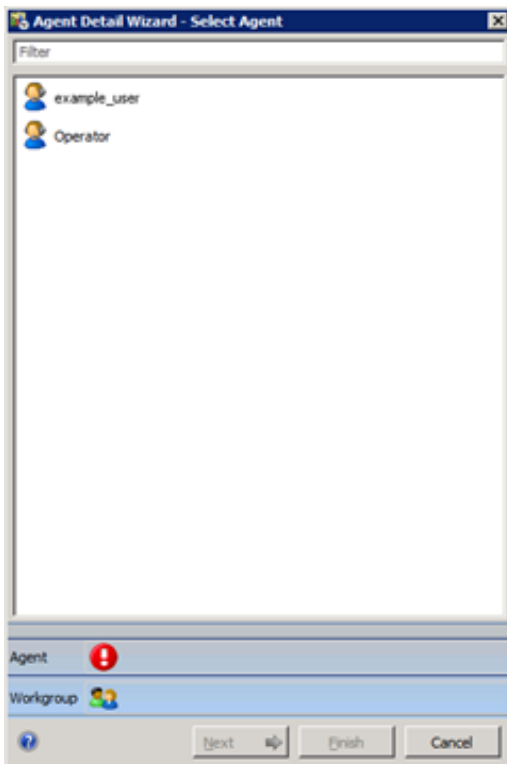 Agent Detail Wizard - Select Agent
Filter
example_user
Operator
Agent
Workgroup
Next
Finish
Cancel